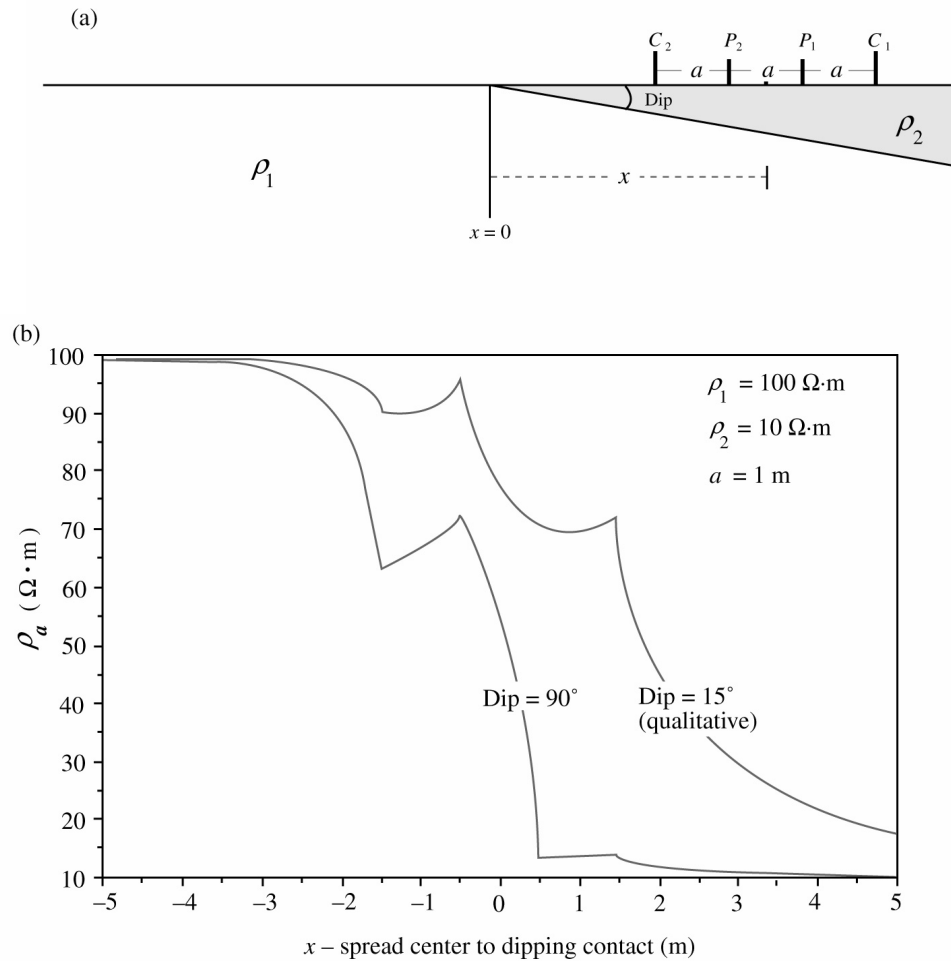 (a)
C₂ P₂ P₁ C₁
a a a
Dip
ρ₂
ρ₁
x
x = 0
(b)
100
90
80
70
60
50
40
30
20
10
ρₐ (Ω·m)
ρ₁ = 100 Ω·m
ρ₂ = 10 Ω·m
a = 1 m
Dip = 90°
Dip = 15°
(qualitative)
–5 –4 –3 –2 –1 0 1 2 3 4 5
x – spread center to dipping contact (m)